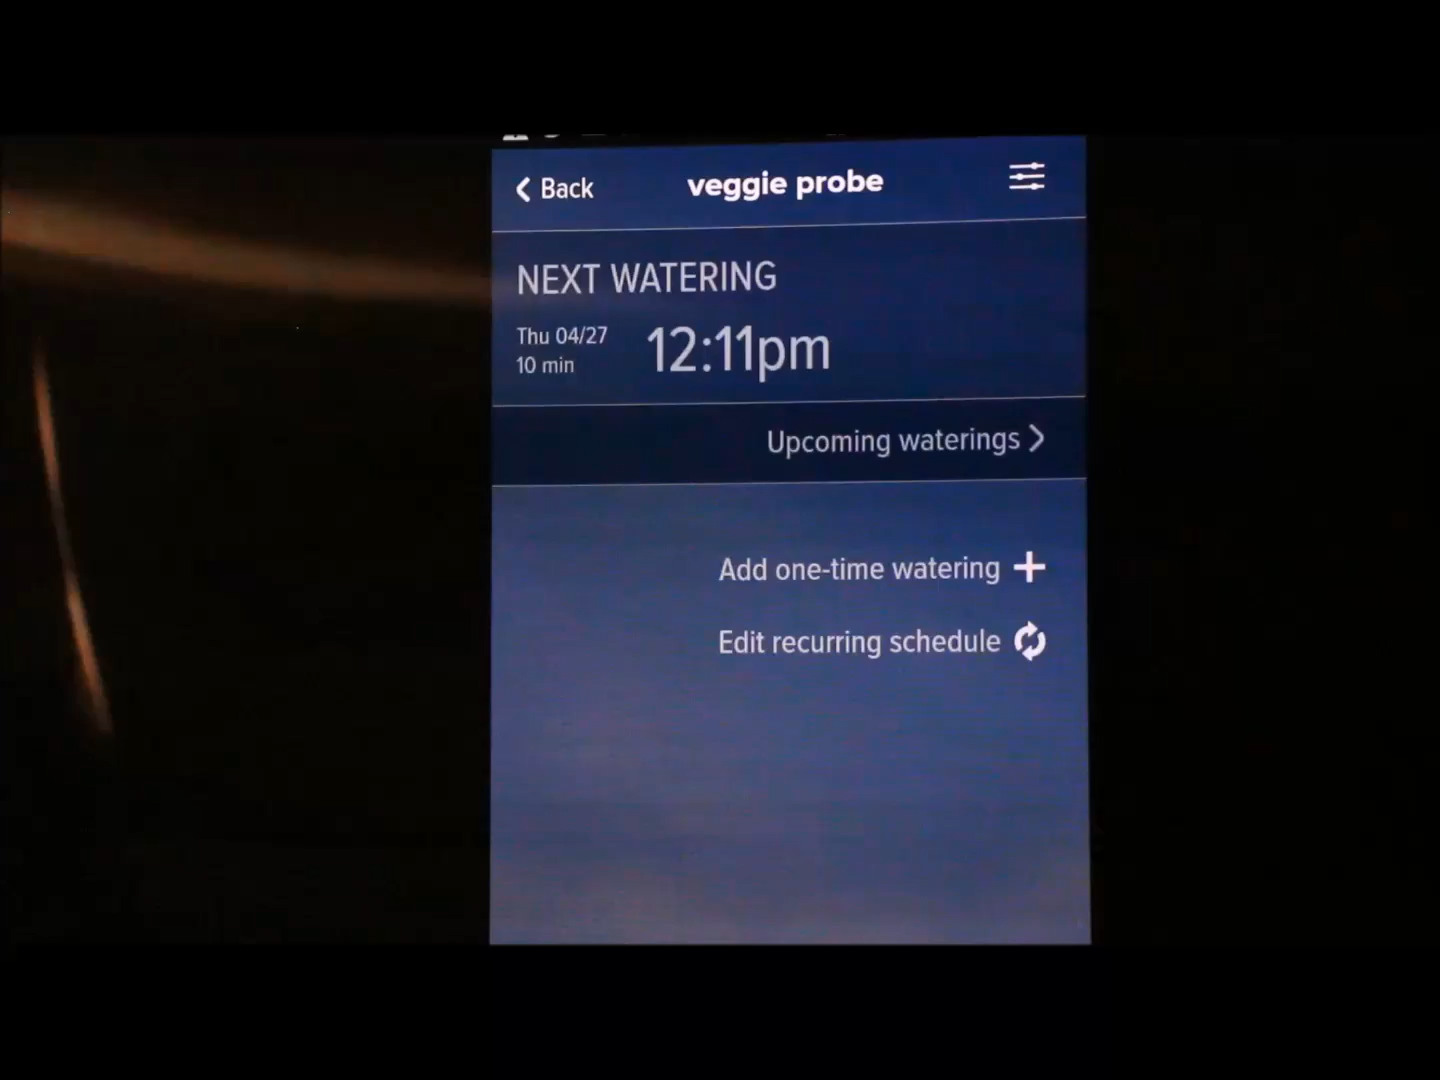 Back
veggie probe
NEXT WATERING
Thu 04/27
10 min
12:11pm
Upcoming waterings
Add one-time watering
Edit recurring schedule